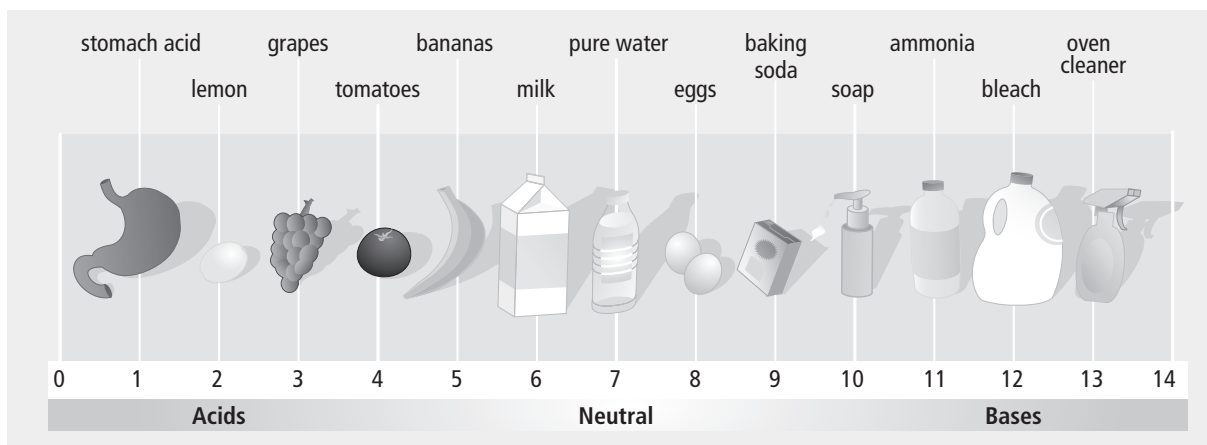 stomach acid grapes bananas pure water baking soda ammonia oven cleaner
lemon tomatoes milk eggs soap bleach
0 1 2 3 4 5 6 7 8 9 10 11 12 13 14
Acids Neutral Bases